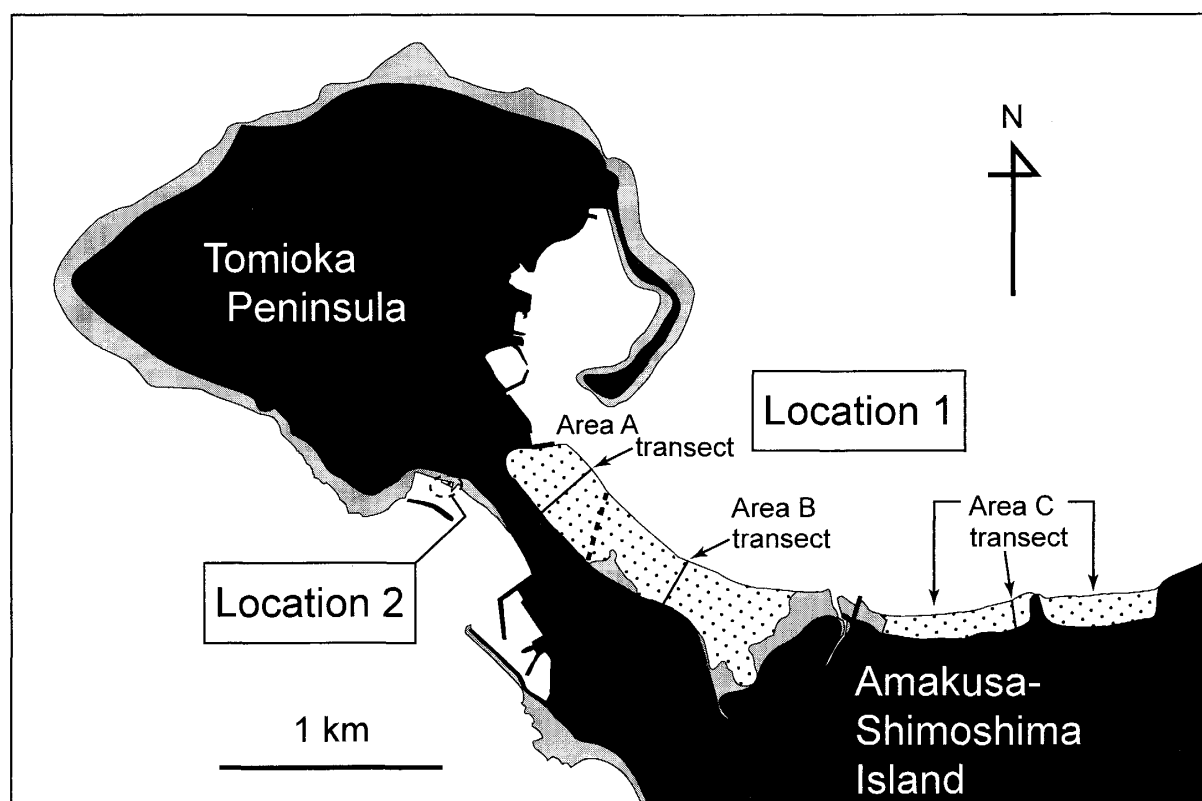 N
Tomioka
Peninsula
Location 1
Area A
transect
Area B
transect
Area C
transect
Location 2
1 km
Amakusa-
Shimoshima
Island